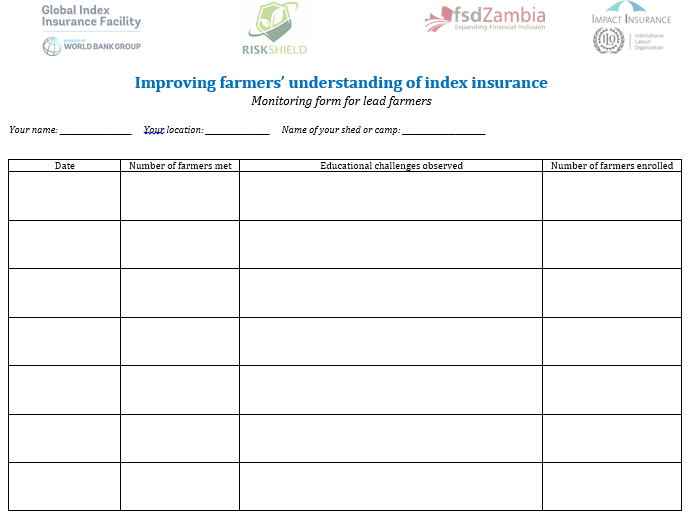 Global Index
Insurance Facility
MANAGED BY
WORLD BANK GROUP
RISKSHIELD
fsdZambia
Expanding Financial Inclusion
IMPACT INSURANCE
International
Labour
Organization
Improving farmers' understanding of index insurance
Monitoring form for lead farmers
Your name: ________________ Your location: ______________ Name of your shed or camp: __________________
Date Number of farmers met Educational challenges observed Number of farmers enrolled